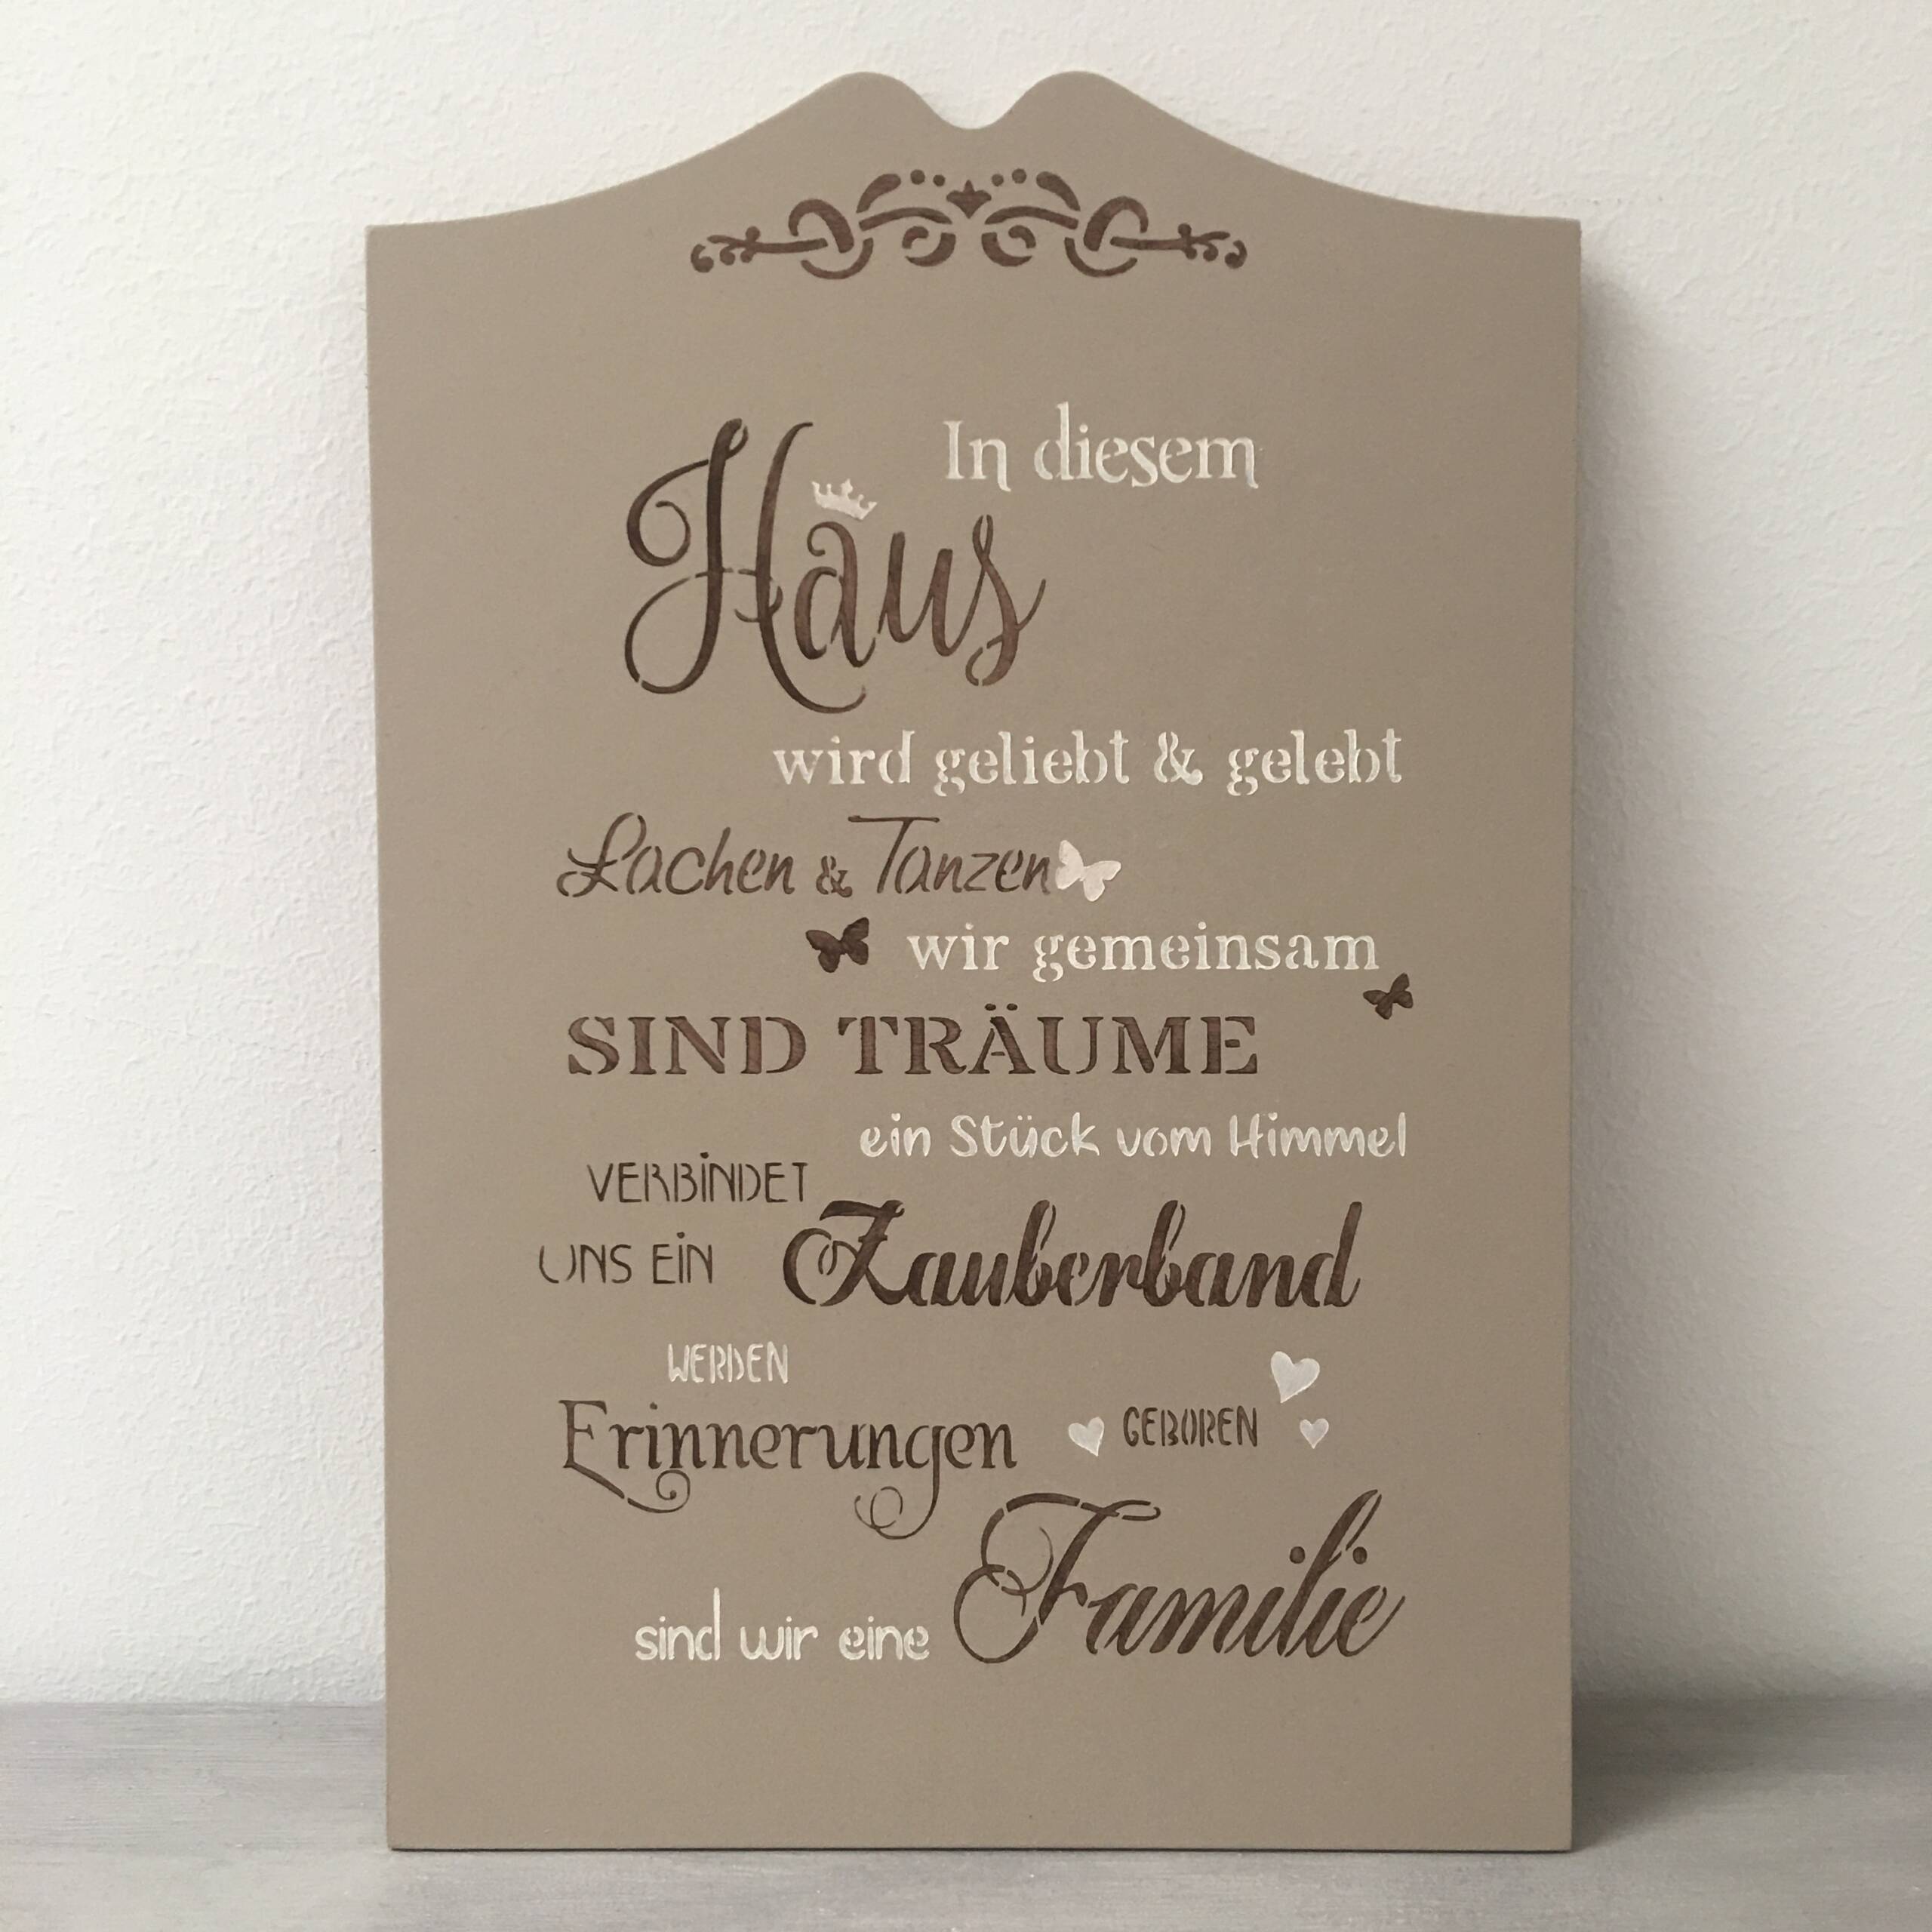 In diesem
Haus
wird geliebt & gelebt
Lachen & Tanzen
wir gemeinsam
SIND TRÄUME
ein Stück vom Himmel
VERBINDET
UNS EIN Zauberband
WERDEN
Erinnerungen GEBOREN
sind wir eine Familie